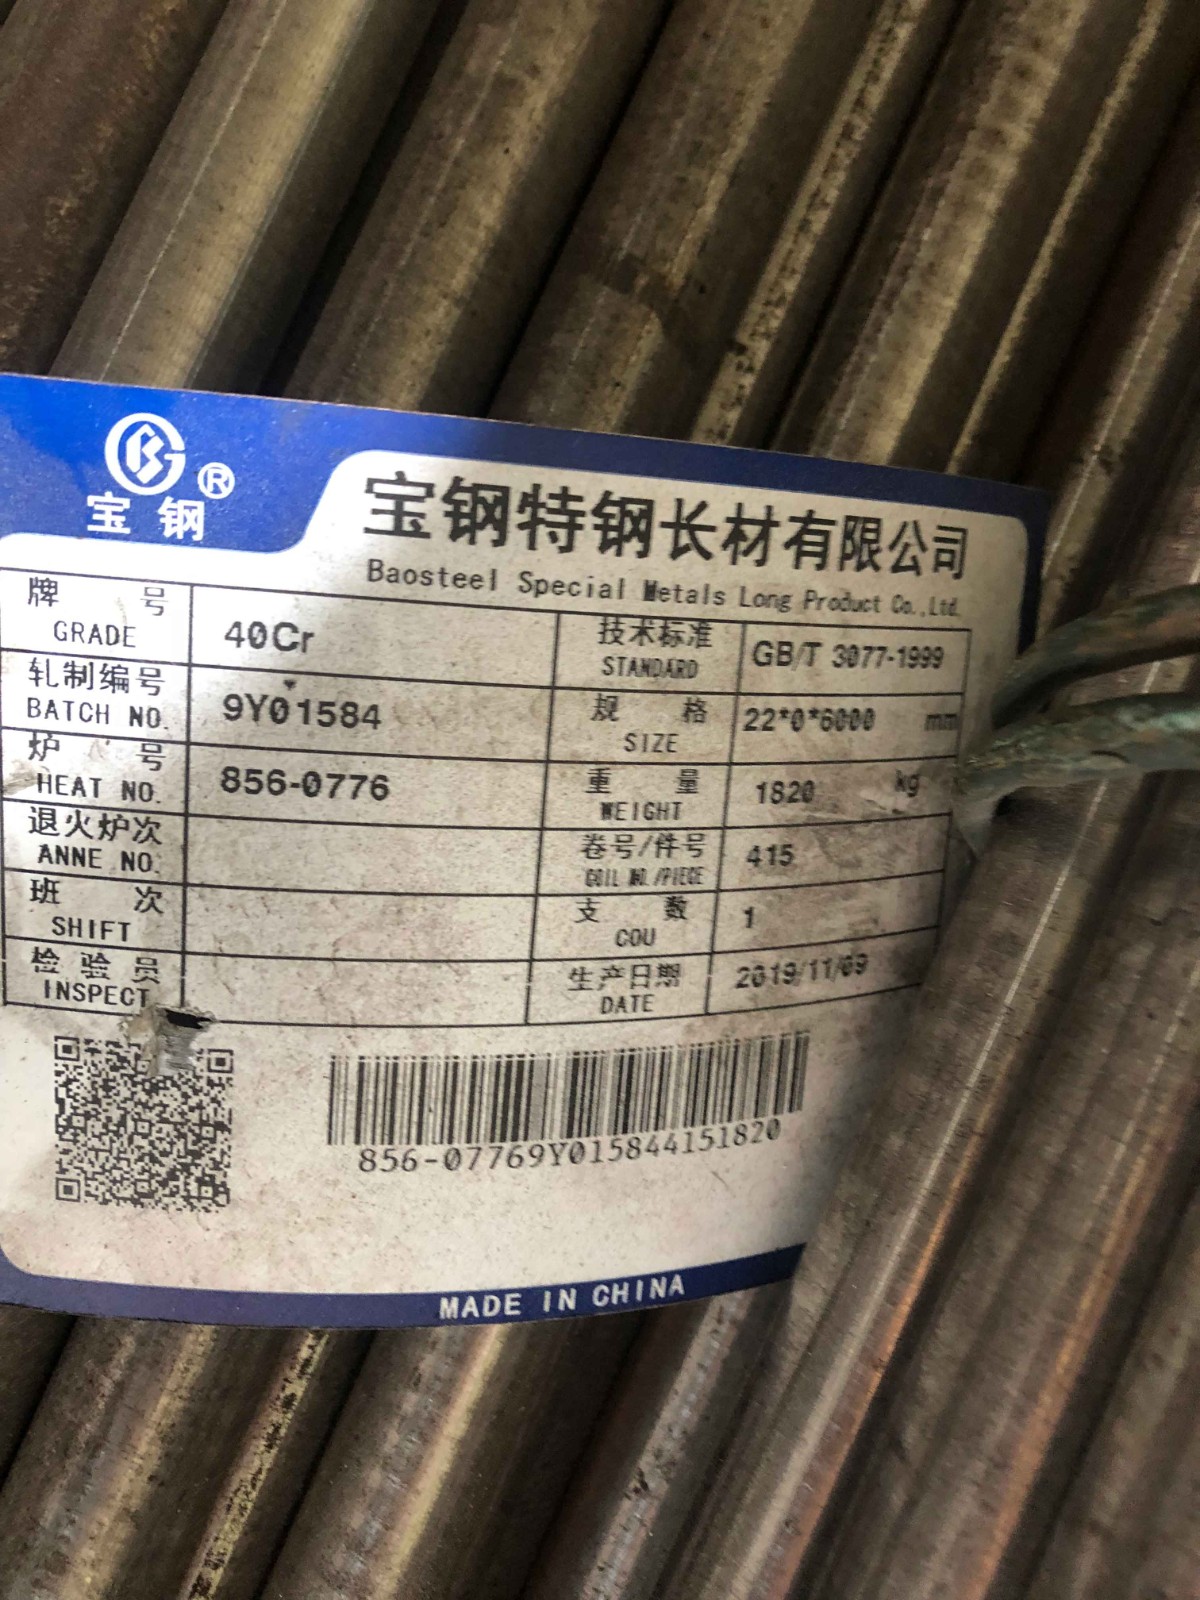 宝钢®
宝钢特钢长材有限公司
Baosteel Special Metals Long Product Co.,Ltd.
牌号 GRADE 40Cr 技术标准 STANDARD GB/T 3077-1999
轧制编号 BATCH NO. 9Y01584 规格 SIZE 22*0*6000 mm
炉号 HEAT NO. 856-0776 重量 WEIGHT 1820 kg
退火炉次 ANNE NO. 卷号/件号 COIL NO./PIECE 415
班次 SHIFT 支数 COU 1
检验员 INSPECT 生产日期 DATE 2019/11/09
856-07769Y015844151820
MADE IN CHINA